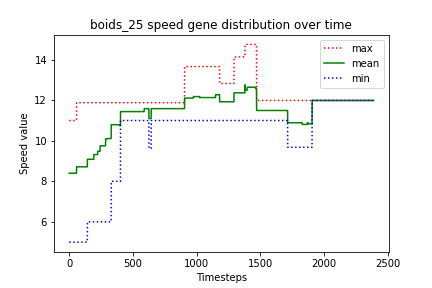 boids_25 speed gene distribution over time
max
mean
min
14
12
10
8
6
Speed value
0
500
1000
1500
2000
2500
Timesteps